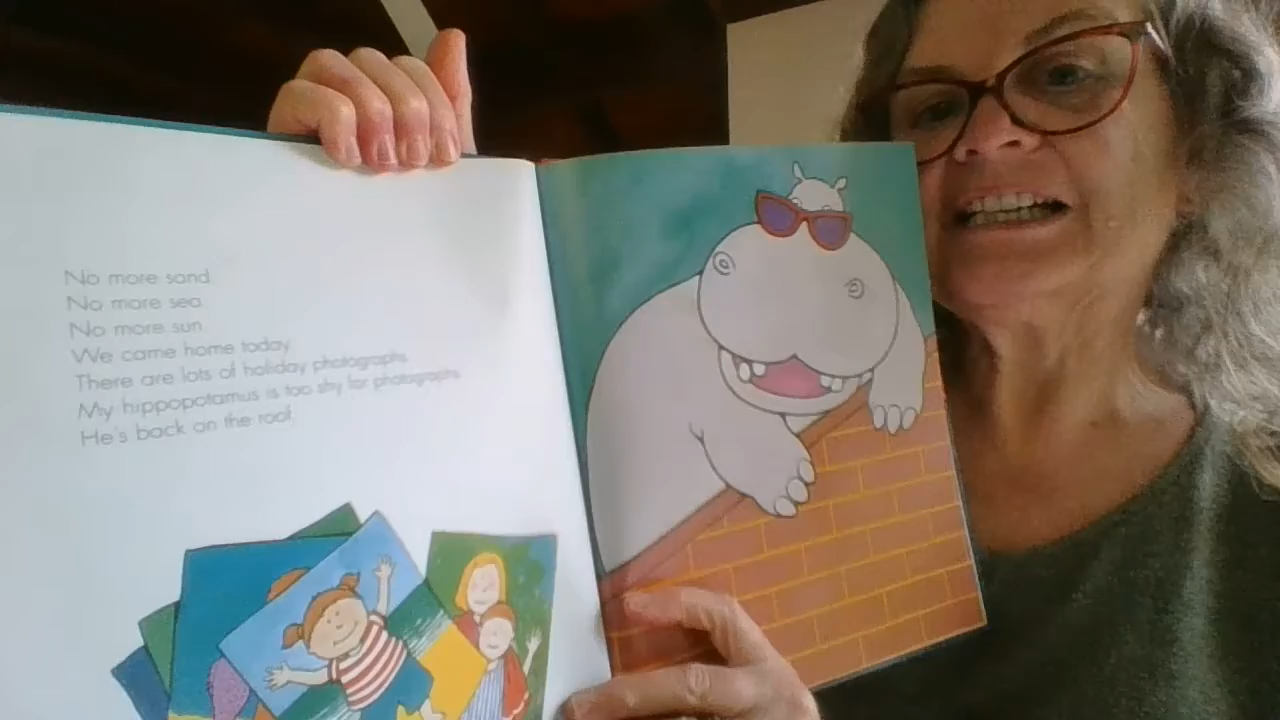 No more sand.
No more sea.
No more sun.
We came home today.
There are lots of holiday photographs.
My hippopotamus is too shy for photographs.
He's back on the roof.